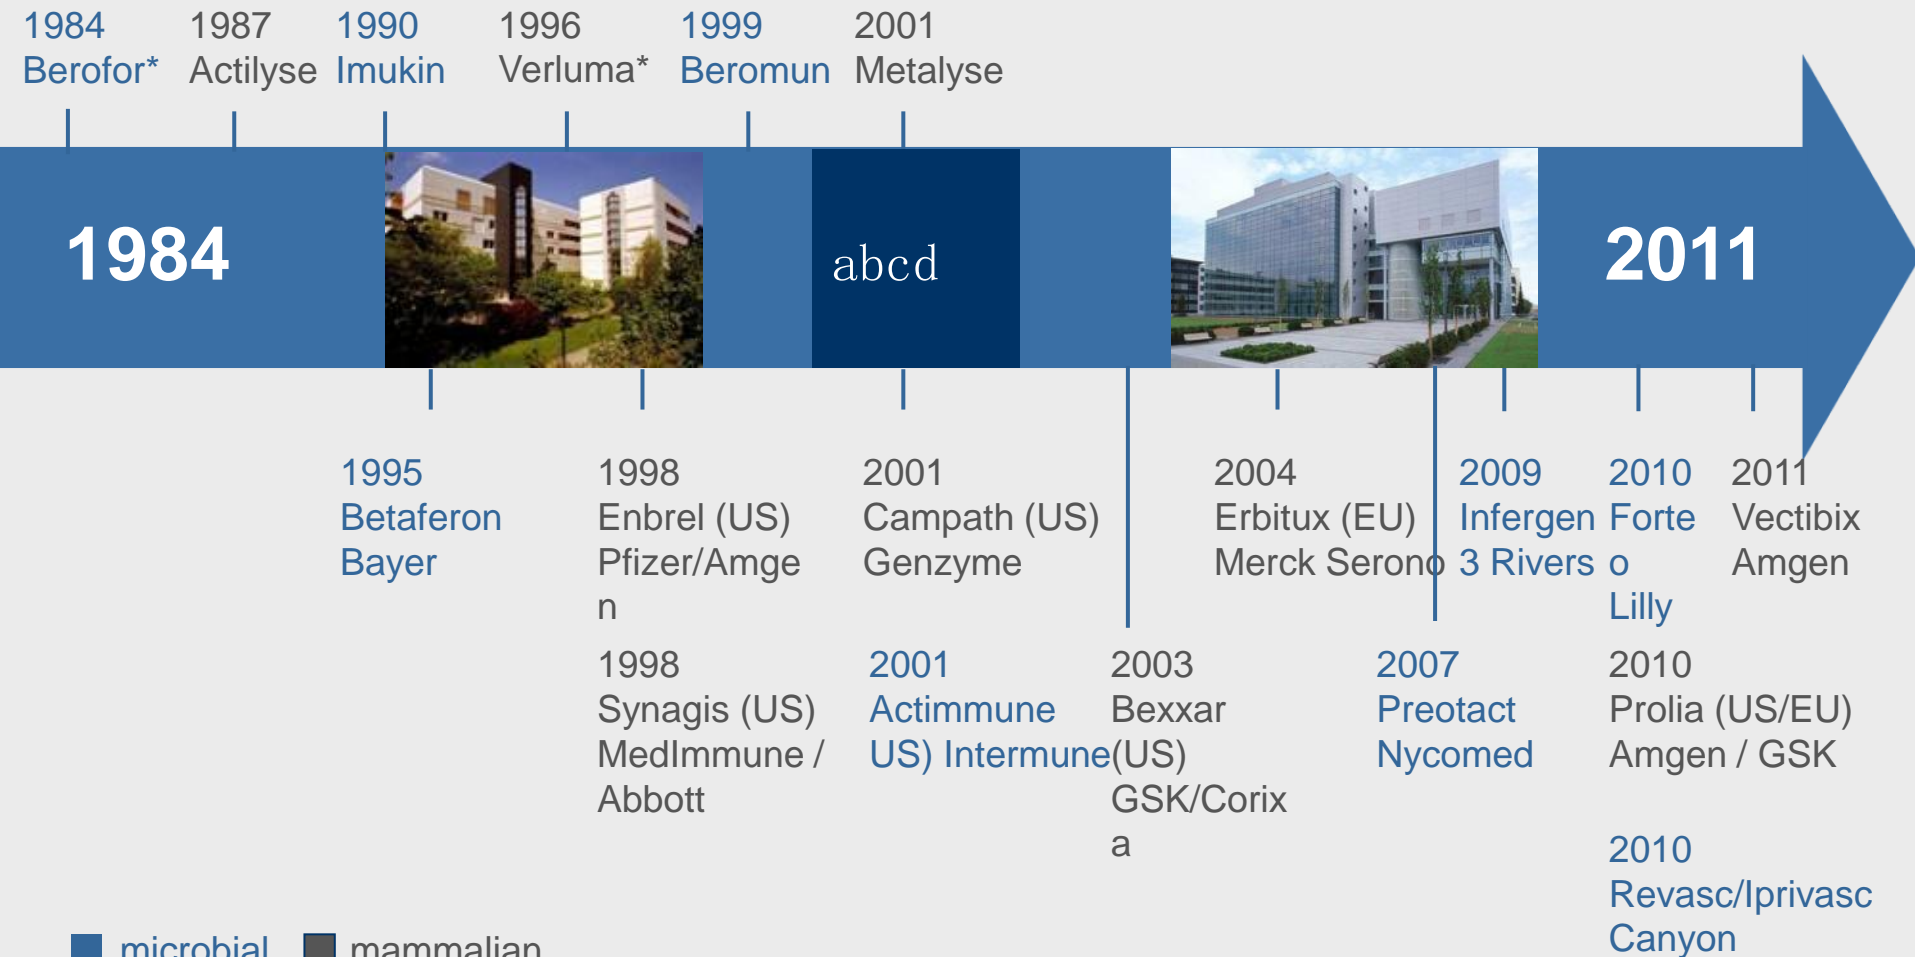 1984
Berofor*
1987
Actilyse
1990
Imukin
1996
Verluma*
1999
Beromun
2001
Metalyse
1984
abcd
2011
1995
Betaferon
Bayer
1998
Enbrel (US)
Pfizer/Amge
n
2001
Campath (US)
Genzyme
2004
Erbitux (EU)
Merck Serono
2009
Infergen
3 Rivers
2010
Forte
o
Lilly
2011
Vectibix
Amgen
1998
Synagis (US)
MedImmune /
Abbott
2001
Actimmune
US) Intermune
2003
Bexxar
(US)
GSK/Corix
a
2007
Preotact
Nycomed
2010
Prolia (US/EU)
Amgen / GSK
2010
Revasc/Iprivasc
Canyon
microbial
mammalian